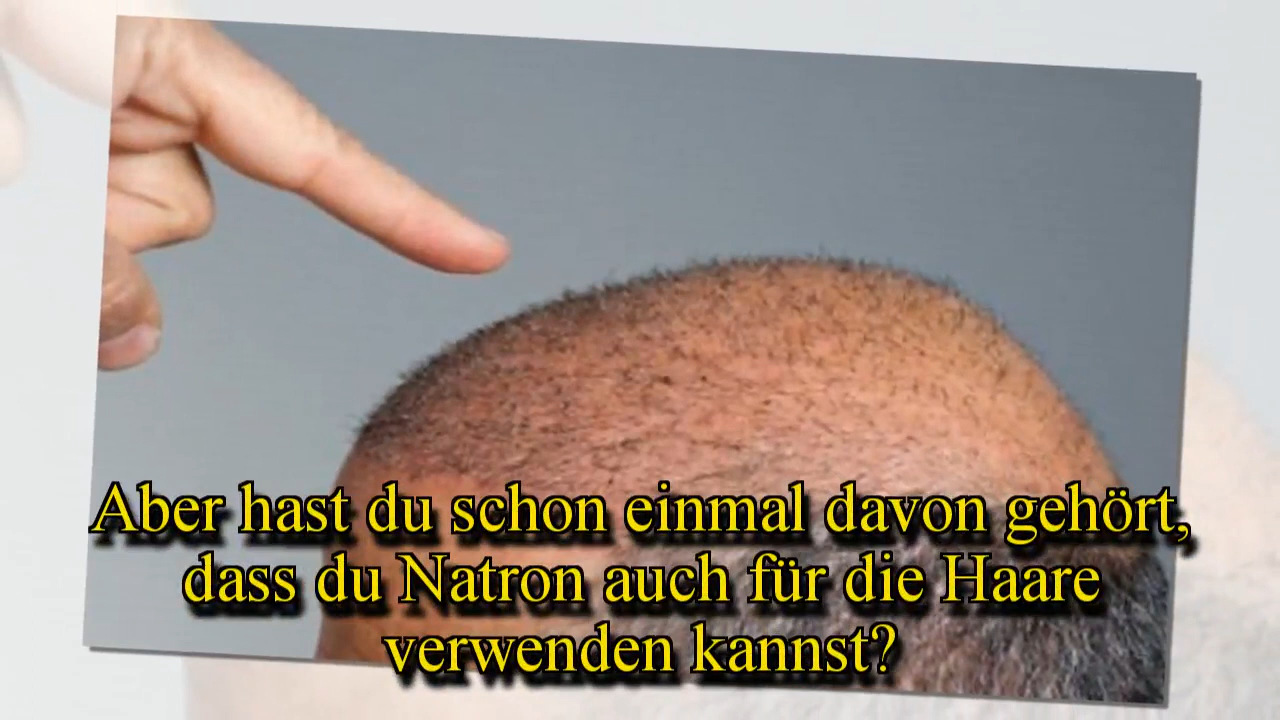 Aber hast du schon einmal davon gehört,
dass du Natron auch für die Haare
verwenden kannst?